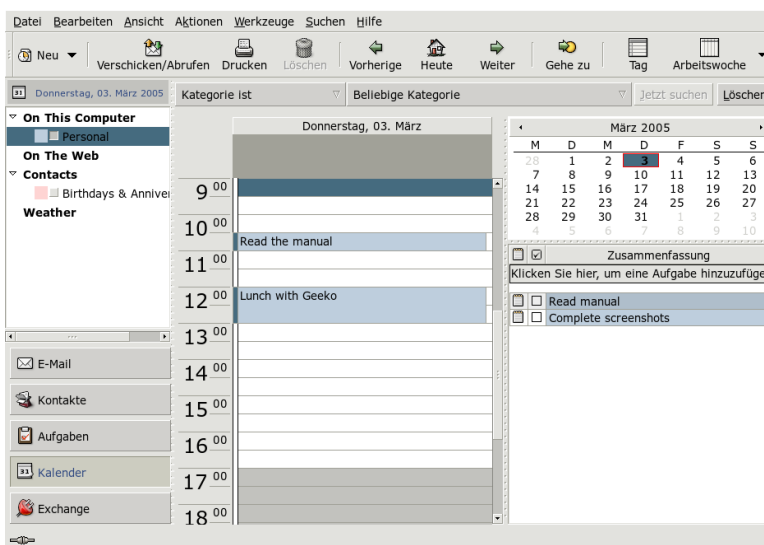 Datei Bearbeiten Ansicht Aktionen Werkzeuge Suchen Hilfe
Neu Verschicken/Abrufen Drucken Löschen Vorherige Heute Weiter Gehe zu Tag Arbeitswoche
31 Donnerstag, 03. März 2005 Kategorie ist Beliebige Kategorie Jetzt suchen Löschen
On This Computer
Personal
On The Web
Contacts
Birthdays & Anniver
Weather
E-Mail
Kontakte
Aufgaben
31 Kalender
Exchange
Donnerstag, 03. März
9 00
10 00
Read the manual
11 00
12 00 Lunch with Geeko
13 00
14 00
15 00
16 00
17 00
18 00
März 2005
M D M D F S S
28 1 2 3 4 5 6
7 8 9 10 11 12 13
14 15 16 17 18 19 20
21 22 23 24 25 26 27
28 29 30 31 1 2 3
4 5 6 7 8 9 10
Zusammenfassung
Klicken Sie hier, um eine Aufgabe hinzuzufüge
Read manual
Complete screenshots